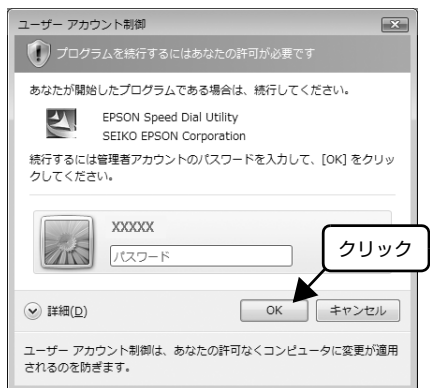 ユーザー アカウント制御
プログラムを続行するにはあなたの許可が必要です
あなたが開始したプログラムである場合は、続行してください。
EPSON Speed Dial Utility
SEIKO EPSON Corporation
続行するには管理者アカウントのパスワードを入力して、[OK] をクリッ
クしてください。
XXXXX
パスワード
クリック
詳細(D)
OK
キャンセル
ユーザー アカウント制御は、あなたの許可なくコンピュータに変更が適用
されるのを防ぎます。